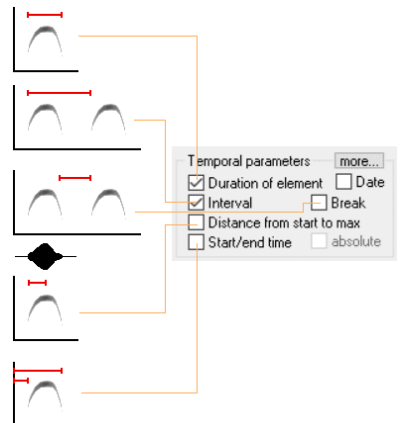 Temporal parameters more...
Duration of element Date
Interval Break
Distance from start to max
Start/end time absolute